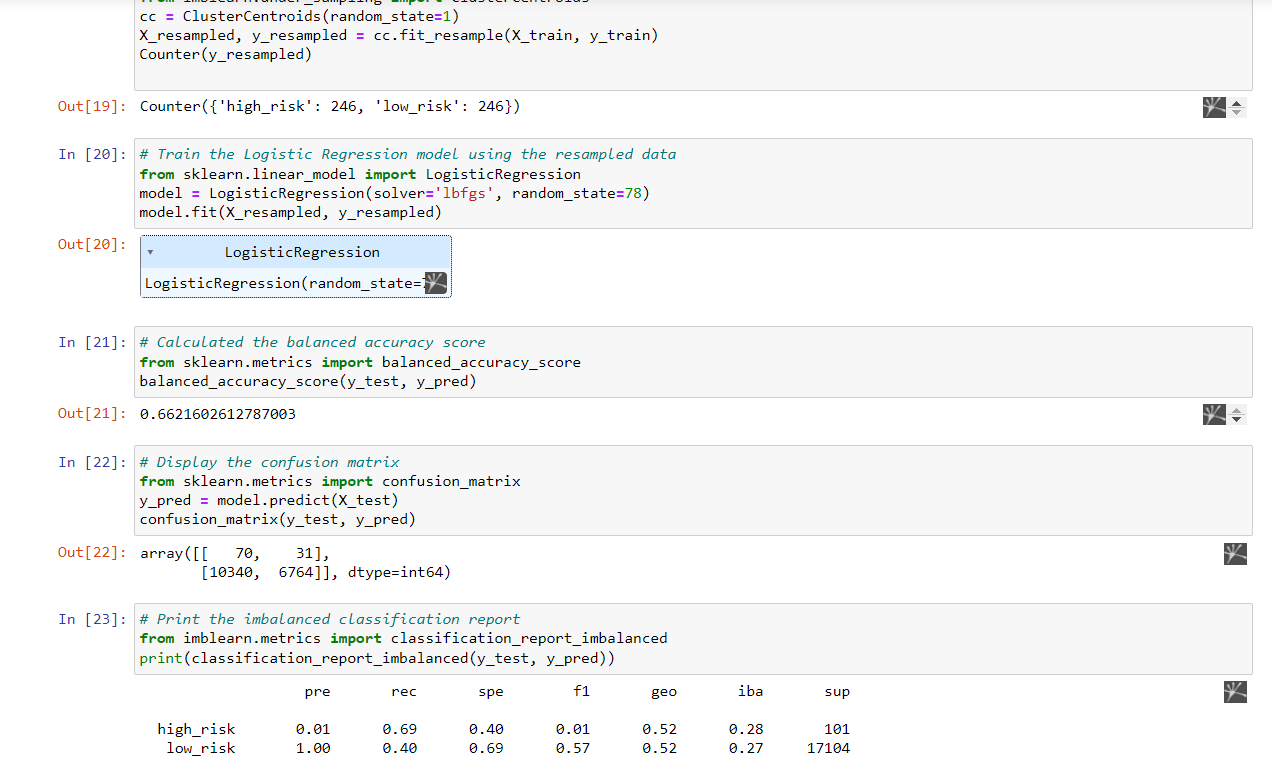 from imblearn.under_sampling import ClusterCentroids
cc = ClusterCentroids(random_state=1)
X_resampled, y_resampled = cc.fit_resample(X_train, y_train)
Counter(y_resampled)
Out[19]: Counter({'high_risk': 246, 'low_risk': 246})
In [20]: # Train the Logistic Regression model using the resampled data
from sklearn.linear_model import LogisticRegression
model = LogisticRegression(solver='lbfgs', random_state=78)
model.fit(X_resampled, y_resampled)
Out[20]: ▾ LogisticRegression
LogisticRegression(random_state=
In [21]: # Calculated the balanced accuracy score
from sklearn.metrics import balanced_accuracy_score
balanced_accuracy_score(y_test, y_pred)
Out[21]: 0.6621602612787003
In [22]: # Display the confusion matrix
from sklearn.metrics import confusion_matrix
y_pred = model.predict(X_test)
confusion_matrix(y_test, y_pred)
Out[22]: array([[   70,    31],
       [10340,  6764]], dtype=int64)
In [23]: # Print the imbalanced classification report
from imblearn.metrics import classification_report_imbalanced
print(classification_report_imbalanced(y_test, y_pred))
pre rec spe f1 geo iba sup
high_risk 0.01 0.69 0.40 0.01 0.52 0.28 101
low_risk 1.00 0.40 0.69 0.57 0.52 0.27 17104